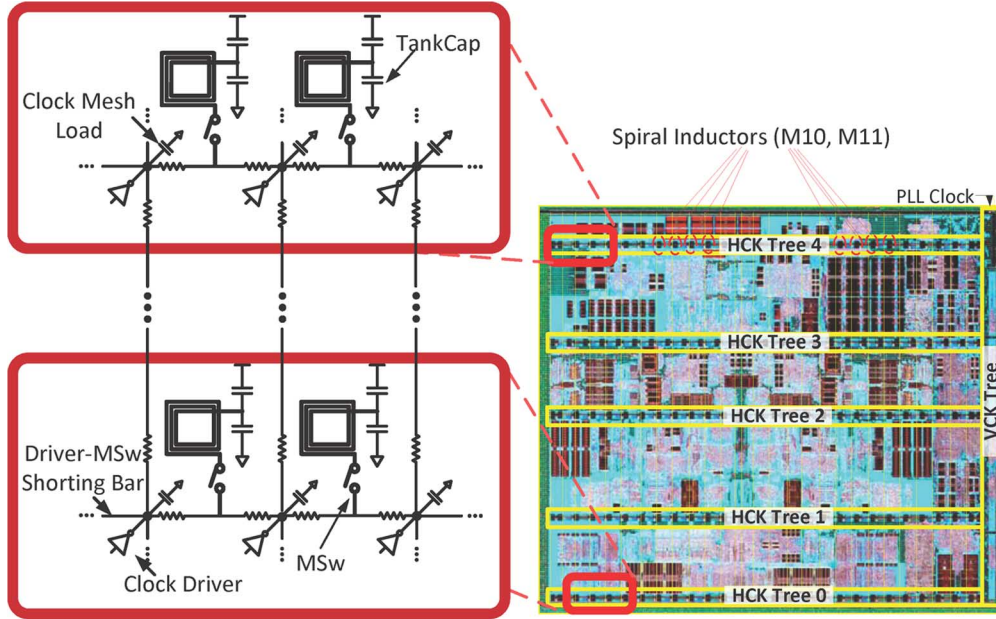 TankCap
Clock Mesh
Load
Spiral Inductors (M10, M11)
PLL Clock
HCK Tree 4
HCK Tree 3
HCK Tree 2
HCK Tree 1
HCK Tree 0
VCK Tree
Driver-MSw
Shorting Bar
Clock Driver
MSw